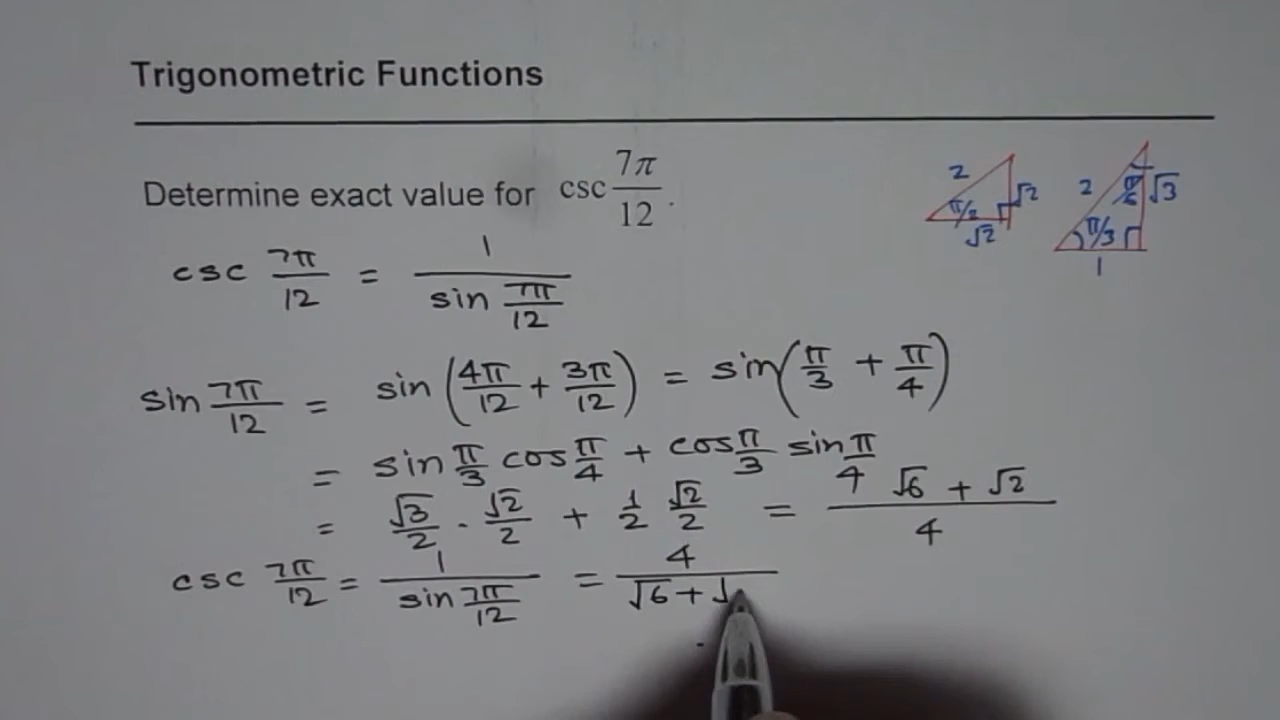 Trigonometric Functions
Determine exact value for csc 7π/12 .
2 π/2 √2 √2
2 π/6 √3 π/3 1
csc 7π/12 = 1/(sin 7π/12)
sin 7π/12 = sin(4π/12 + 3π/12) = sin(π/3 + π/4)
= sin π/3 cos π/4 + cos π/3 sin π/4
= √3/2 · √2/2 + 1/2 √2/2 = (√6 + √2)/4
csc 7π/12 = 1/(sin 7π/12) = 4/(√6 + √